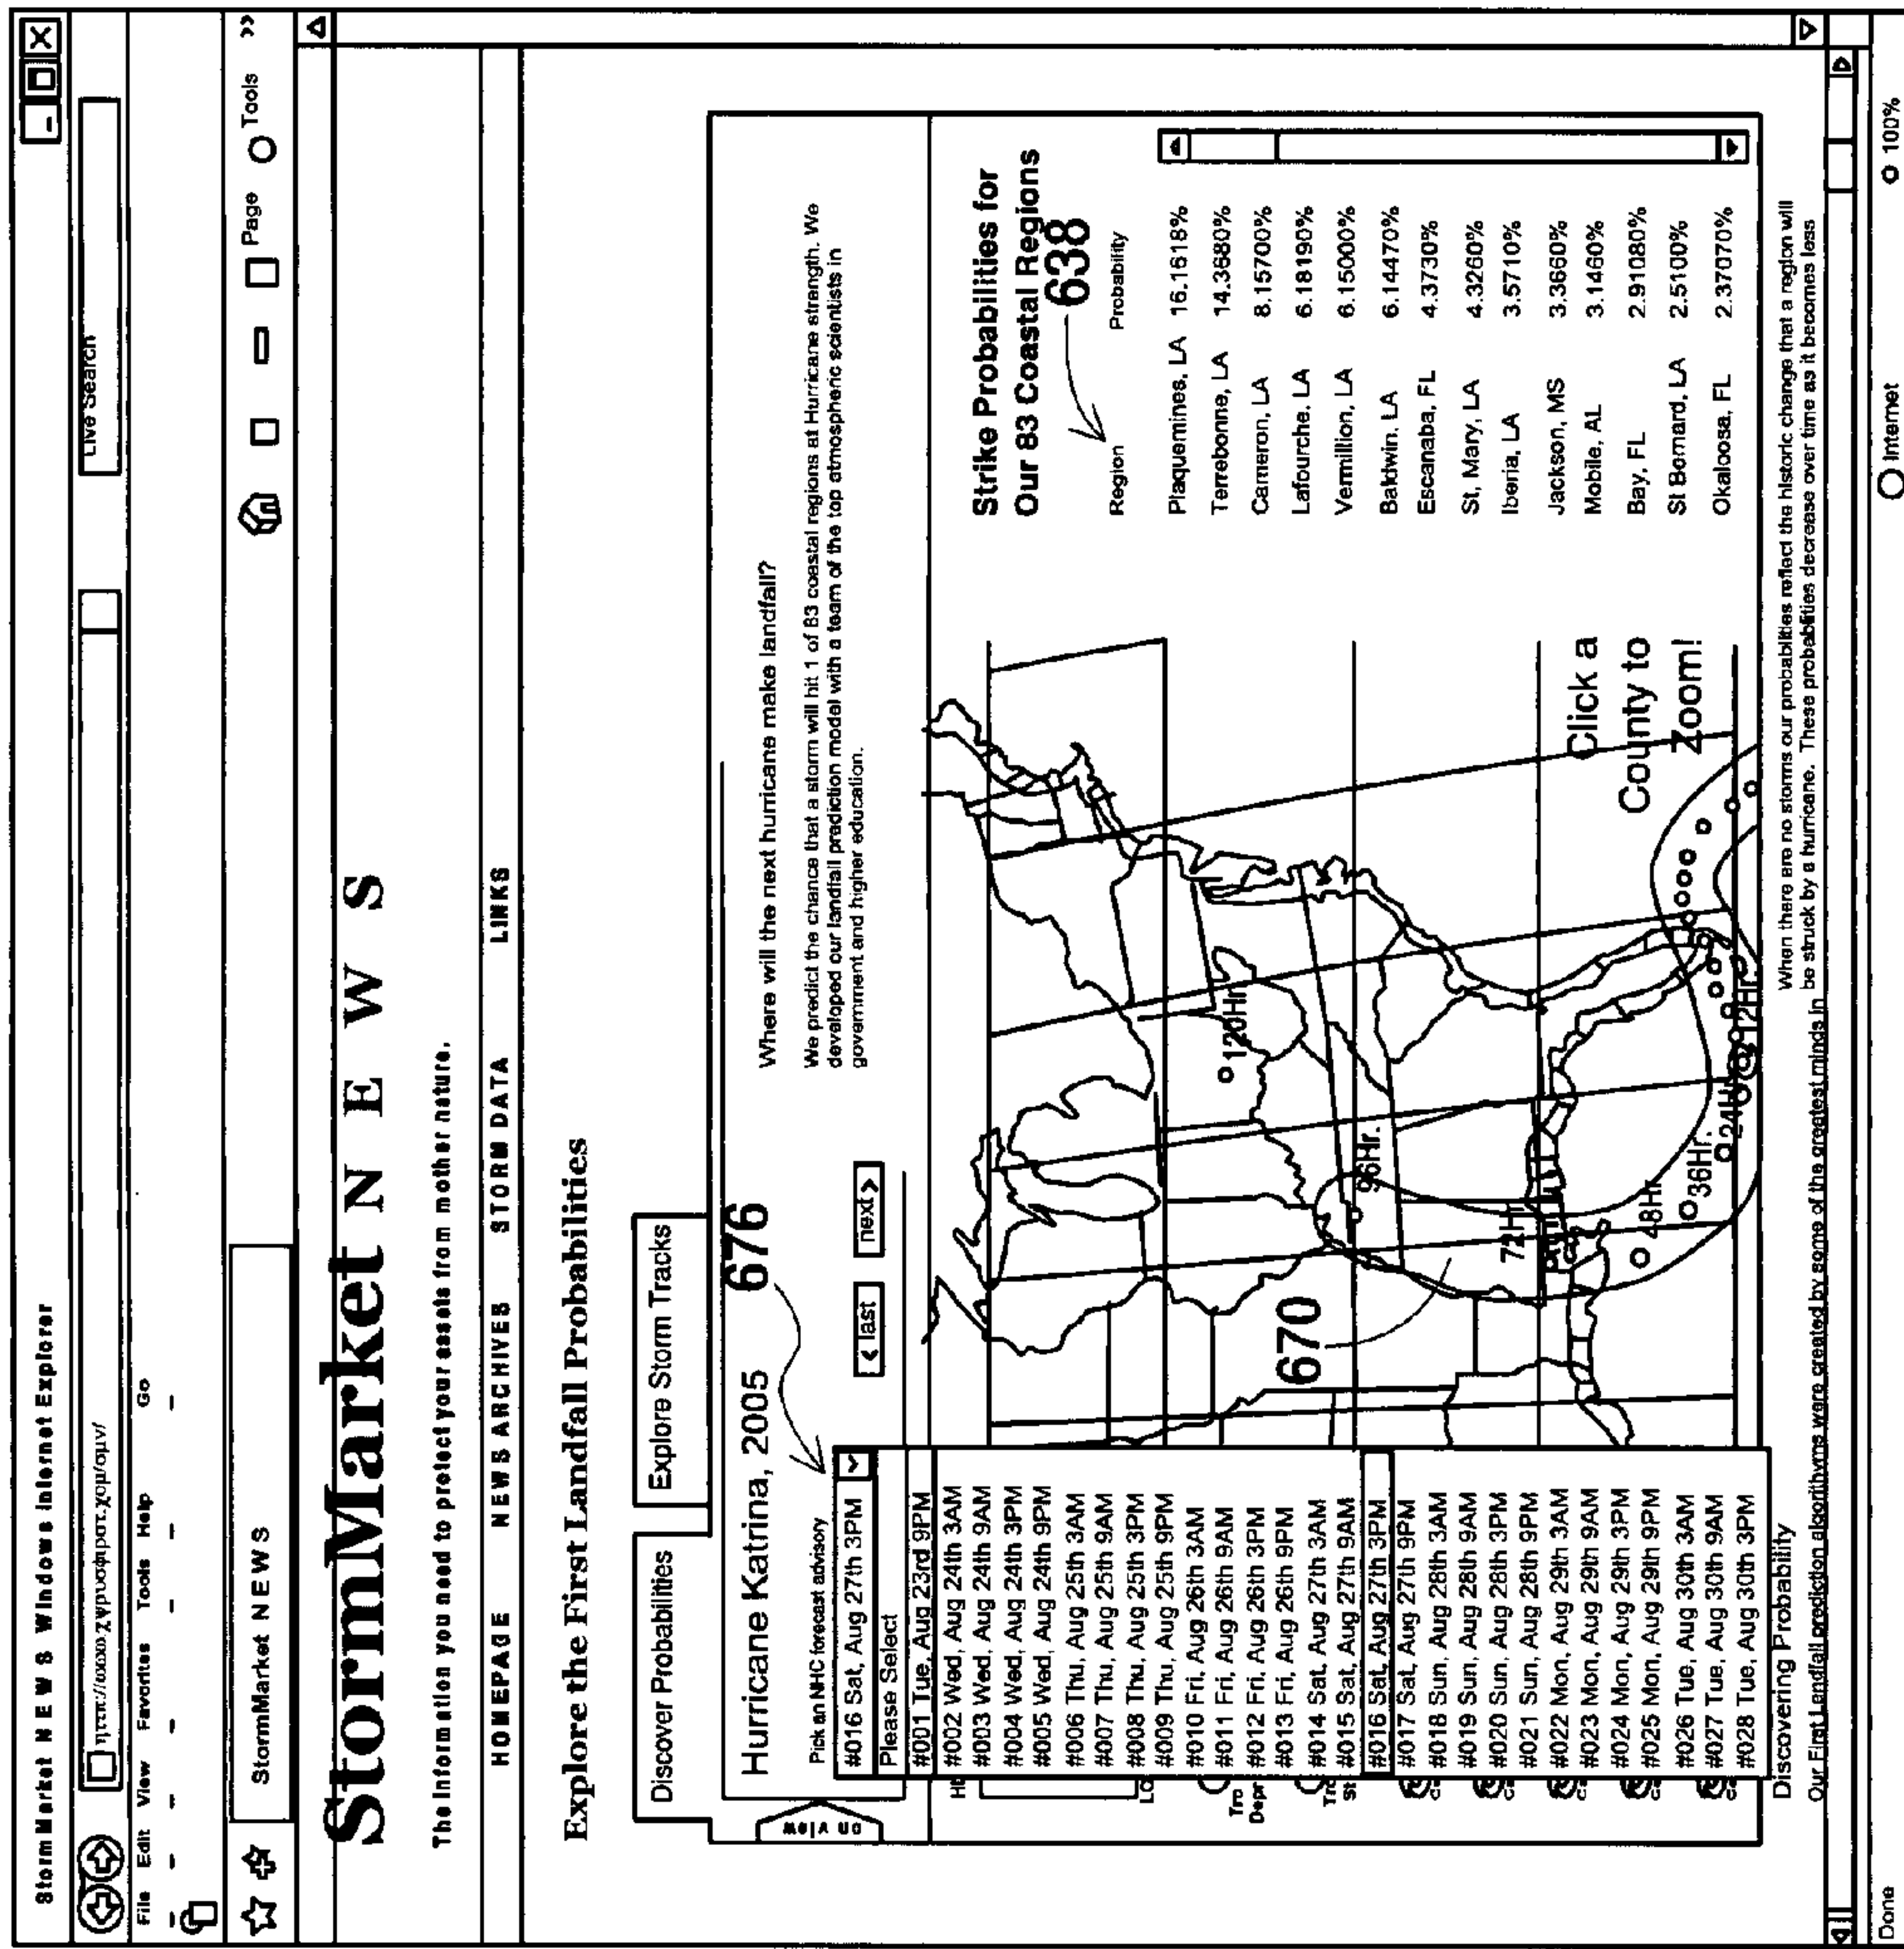 Storm Market N E W S Windows Internet Explorer
ηττπ://ωωω.χψρυσφιρστ.χομ/σμν/
Live Search
File Edit View Favorites Tools Help Go
StormMarket N E W S
Page Tools »
StormMarket N E W S
The Information you need to protect your assets from mother nature.
HOMEPAGE NEWS ARCHIVES STORM DATA LINKS
Explore the First Landfall Probabilities
Discover Probabilities Explore Storm Tracks
on view
Hurricane Katrina, 2005
676
Pick an NHC forecast advisory
#016 Sat, Aug 27th 3PM
< last next >
Please Select
#001 Tue, Aug 23rd 9PM
#002 Wed, Aug 24th 3AM
#003 Wed, Aug 24th 9AM
#004 Wed, Aug 24th 3PM
#005 Wed, Aug 24th 9PM
#006 Thu, Aug 25th 3AM
#007 Thu, Aug 25th 9AM
#008 Thu, Aug 25th 3PM
#009 Thu, Aug 25th 9PM
#010 Fri, Aug 26th 3AM
#011 Fri, Aug 26th 9AM
#012 Fri, Aug 26th 3PM
#013 Fri, Aug 26th 9PM
#014 Sat, Aug 27th 3AM
#015 Sat, Aug 27th 9AM
#016 Sat, Aug 27th 3PM
#017 Sat, Aug 27th 9PM
#018 Sun, Aug 28th 3AM
#019 Sun, Aug 28th 9AM
#020 Sun, Aug 28th 3PM
#021 Sun, Aug 28th 9PM
#022 Mon, Aug 29th 3AM
#023 Mon, Aug 29th 9AM
#024 Mon, Aug 29th 3PM
#025 Mon, Aug 29th 9PM
#026 Tue, Aug 30th 3AM
#027 Tue, Aug 30th 9AM
#028 Tue, Aug 30th 3PM
Tro
Depr
Where will the next hurricane make landfall?
We predict the chance that a storm will hit 1 of 83 coastal regions at Hurricane strength. We
developed our landfall prediction model with a team of the top atmospheric scientists in
government and higher education.
120Hr.
96Hr.
670
72Hr
48Hr
36Hr.
24Hr
12Hr.
Click a
County to
Zoom!
Strike Probabilities for
Our 83 Coastal Regions
638
Region Probability
Plaquemines, LA 16.1618%
Terrebonne, LA 14.3680%
Cameron, LA 8.15700%
Lafourche, LA 6.18190%
Vermillion, LA 6.15000%
Baldwin, LA 6.14470%
Escanaba, FL 4.3730%
St, Mary, LA 4.3260%
Iberia, LA 3.5710%
Jackson, MS 3.3660%
Mobile, AL 3.1460%
Bay, FL 2.91080%
St Bernard, LA 2.5100%
Okaloosa, FL 2.37070%
Discovering Probability
Our First Landfall prediction algorithyms were created by some of the greatest minds in
When there are no storms our probabilities reflect the historic change that a region will
be struck by a hurricane. These probabilities decrease over time as it becomes less
Done Internet 100%